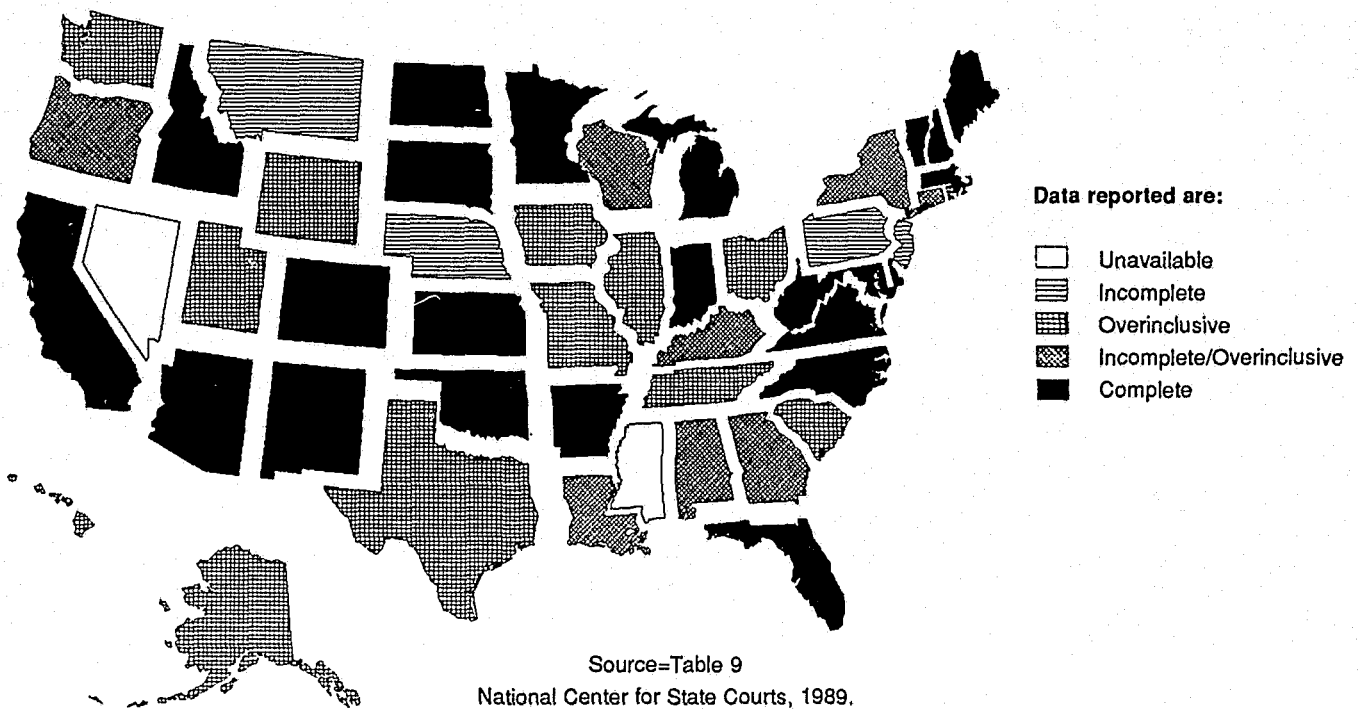 Data reported are:
Unavailable
Incomplete
Overinclusive
Incomplete/Overinclusive
Complete
Source=Table 9
National Center for State Courts, 1989.